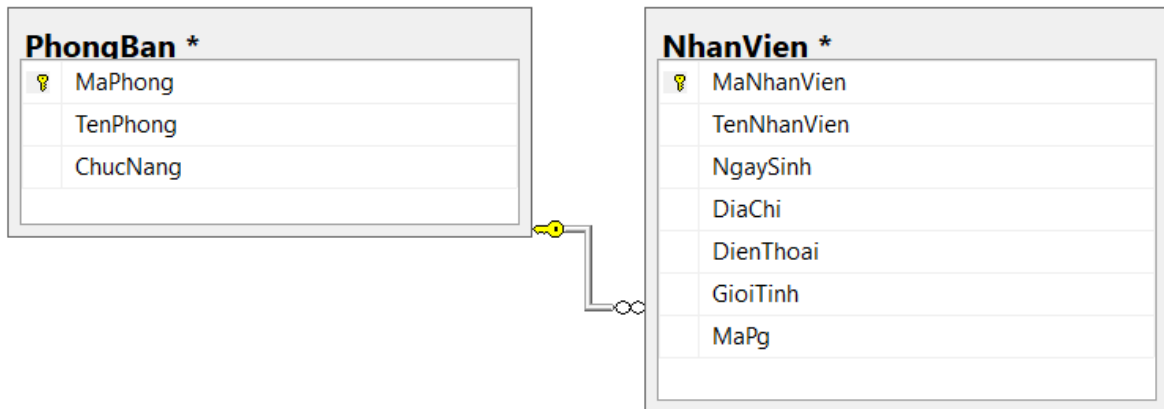 PhongBan *
MaPhong
TenPhong
ChucNang
NhanVien *
MaNhanVien
TenNhanVien
NgaySinh
DiaChi
DienThoai
GioiTinh
MaPg